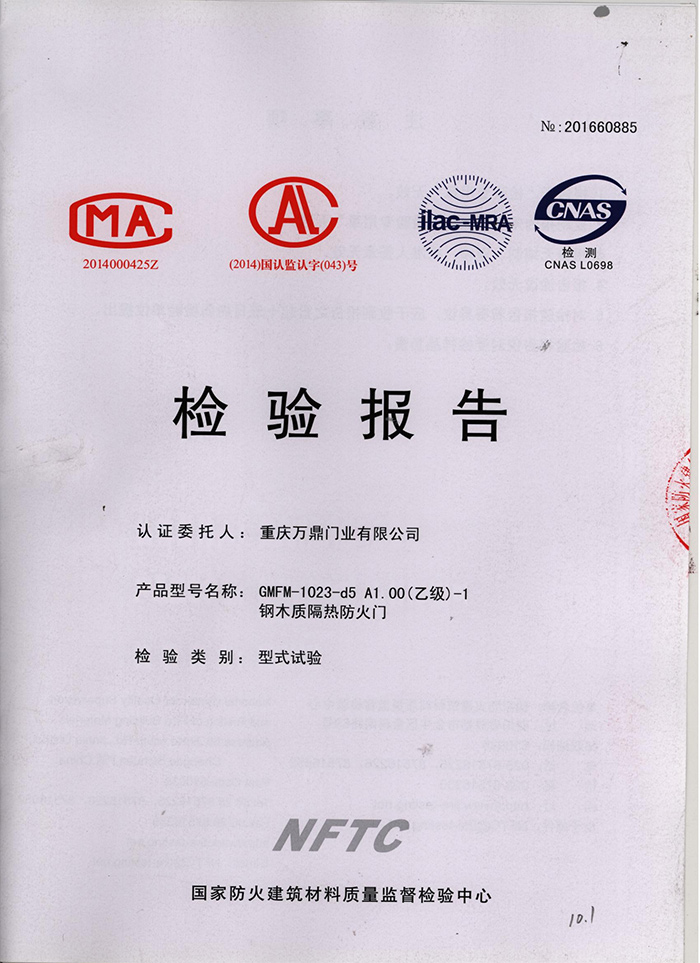 №:201660885
MA
2014000425Z
AL
(2014)国认监认字(043)号
ilac-MRA
CNAS
检 测
CNAS L0698
检 验 报 告
认 证 委 托 人： 重庆万鼎门业有限公司
产品型号名称： GMFM-1023-d5 A1.00(乙级)-1
钢木质隔热防火门
检 验 类 别： 型式试验
NFTC
国家防火建筑材料质量监督检验中心
10.1